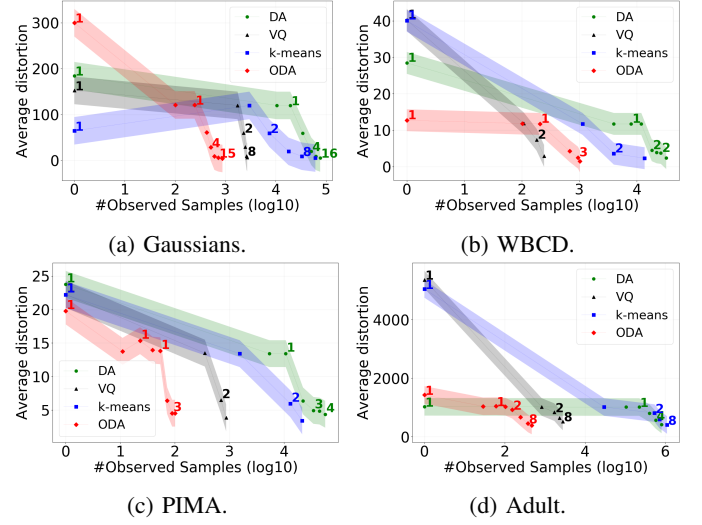 300
200
100
0
Average distortion
1
1
1
1
1
1
4
15
2
8
2
8
4
16
DA
VQ
k-means
ODA
0 1 2 3 4 5
#Observed Samples (log10)
(a) Gaussians.
40
30
20
10
0
Average distortion
1
1
1
1
1
3
2
2
2
2
DA
VQ
k-means
ODA
0 1 2 3 4
#Observed Samples (log10)
(b) WBCD.
25
20
15
10
5
Average distortion
1
1
1
1
1
1
3
2
2
4
DA
VQ
k-means
ODA
0 1 2 3 4
#Observed Samples (log10)
(c) PIMA.
4000
2000
0
Average distortion
1
1
1
1
1
2
8
2
8
1
2
8
DA
VQ
k-means
ODA
0 1 2 3 4 5 6
#Observed Samples (log10)
(d) Adult.